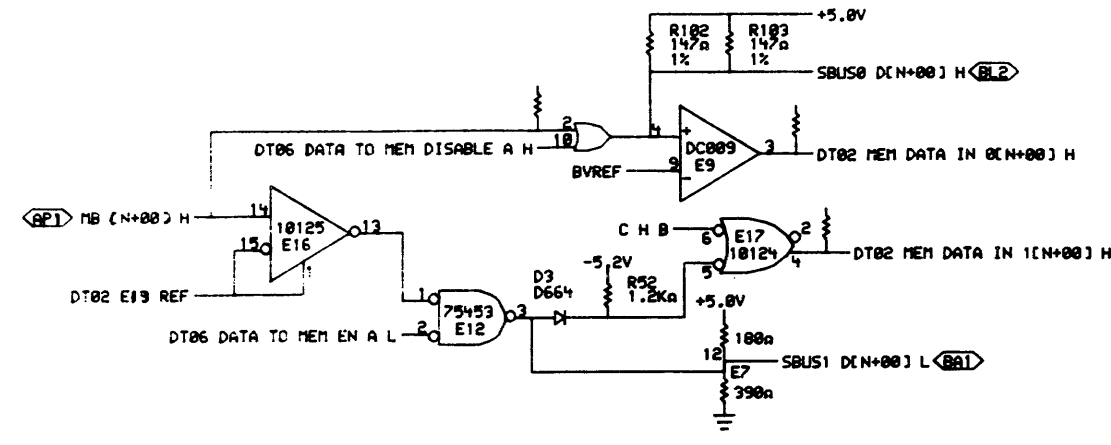 +5.0V
R102
147Ω
1%
R103
147Ω
1%
SBUS0 D[N+00] H BL2
2
10
4
DT06 DATA TO MEM DISABLE A H
+
DC009
E9
3
DT02 MEM DATA IN 0[N+00] H
BVREF
9
-
AP1 MB [N+00] H
14
10125
E16
13
15
C H B
6
E17
10124
2
5
4
DT02 MEM DATA IN 1[N+00] H
DT02 REF
-5.2V
R52
1.2KΩ
D3
D664
+5.0V
1
75453
E12
3
2
DT06 DATA TO MEM EN A L
180Ω
12
SBUS1 D[N+00] L BA1
E7
390Ω